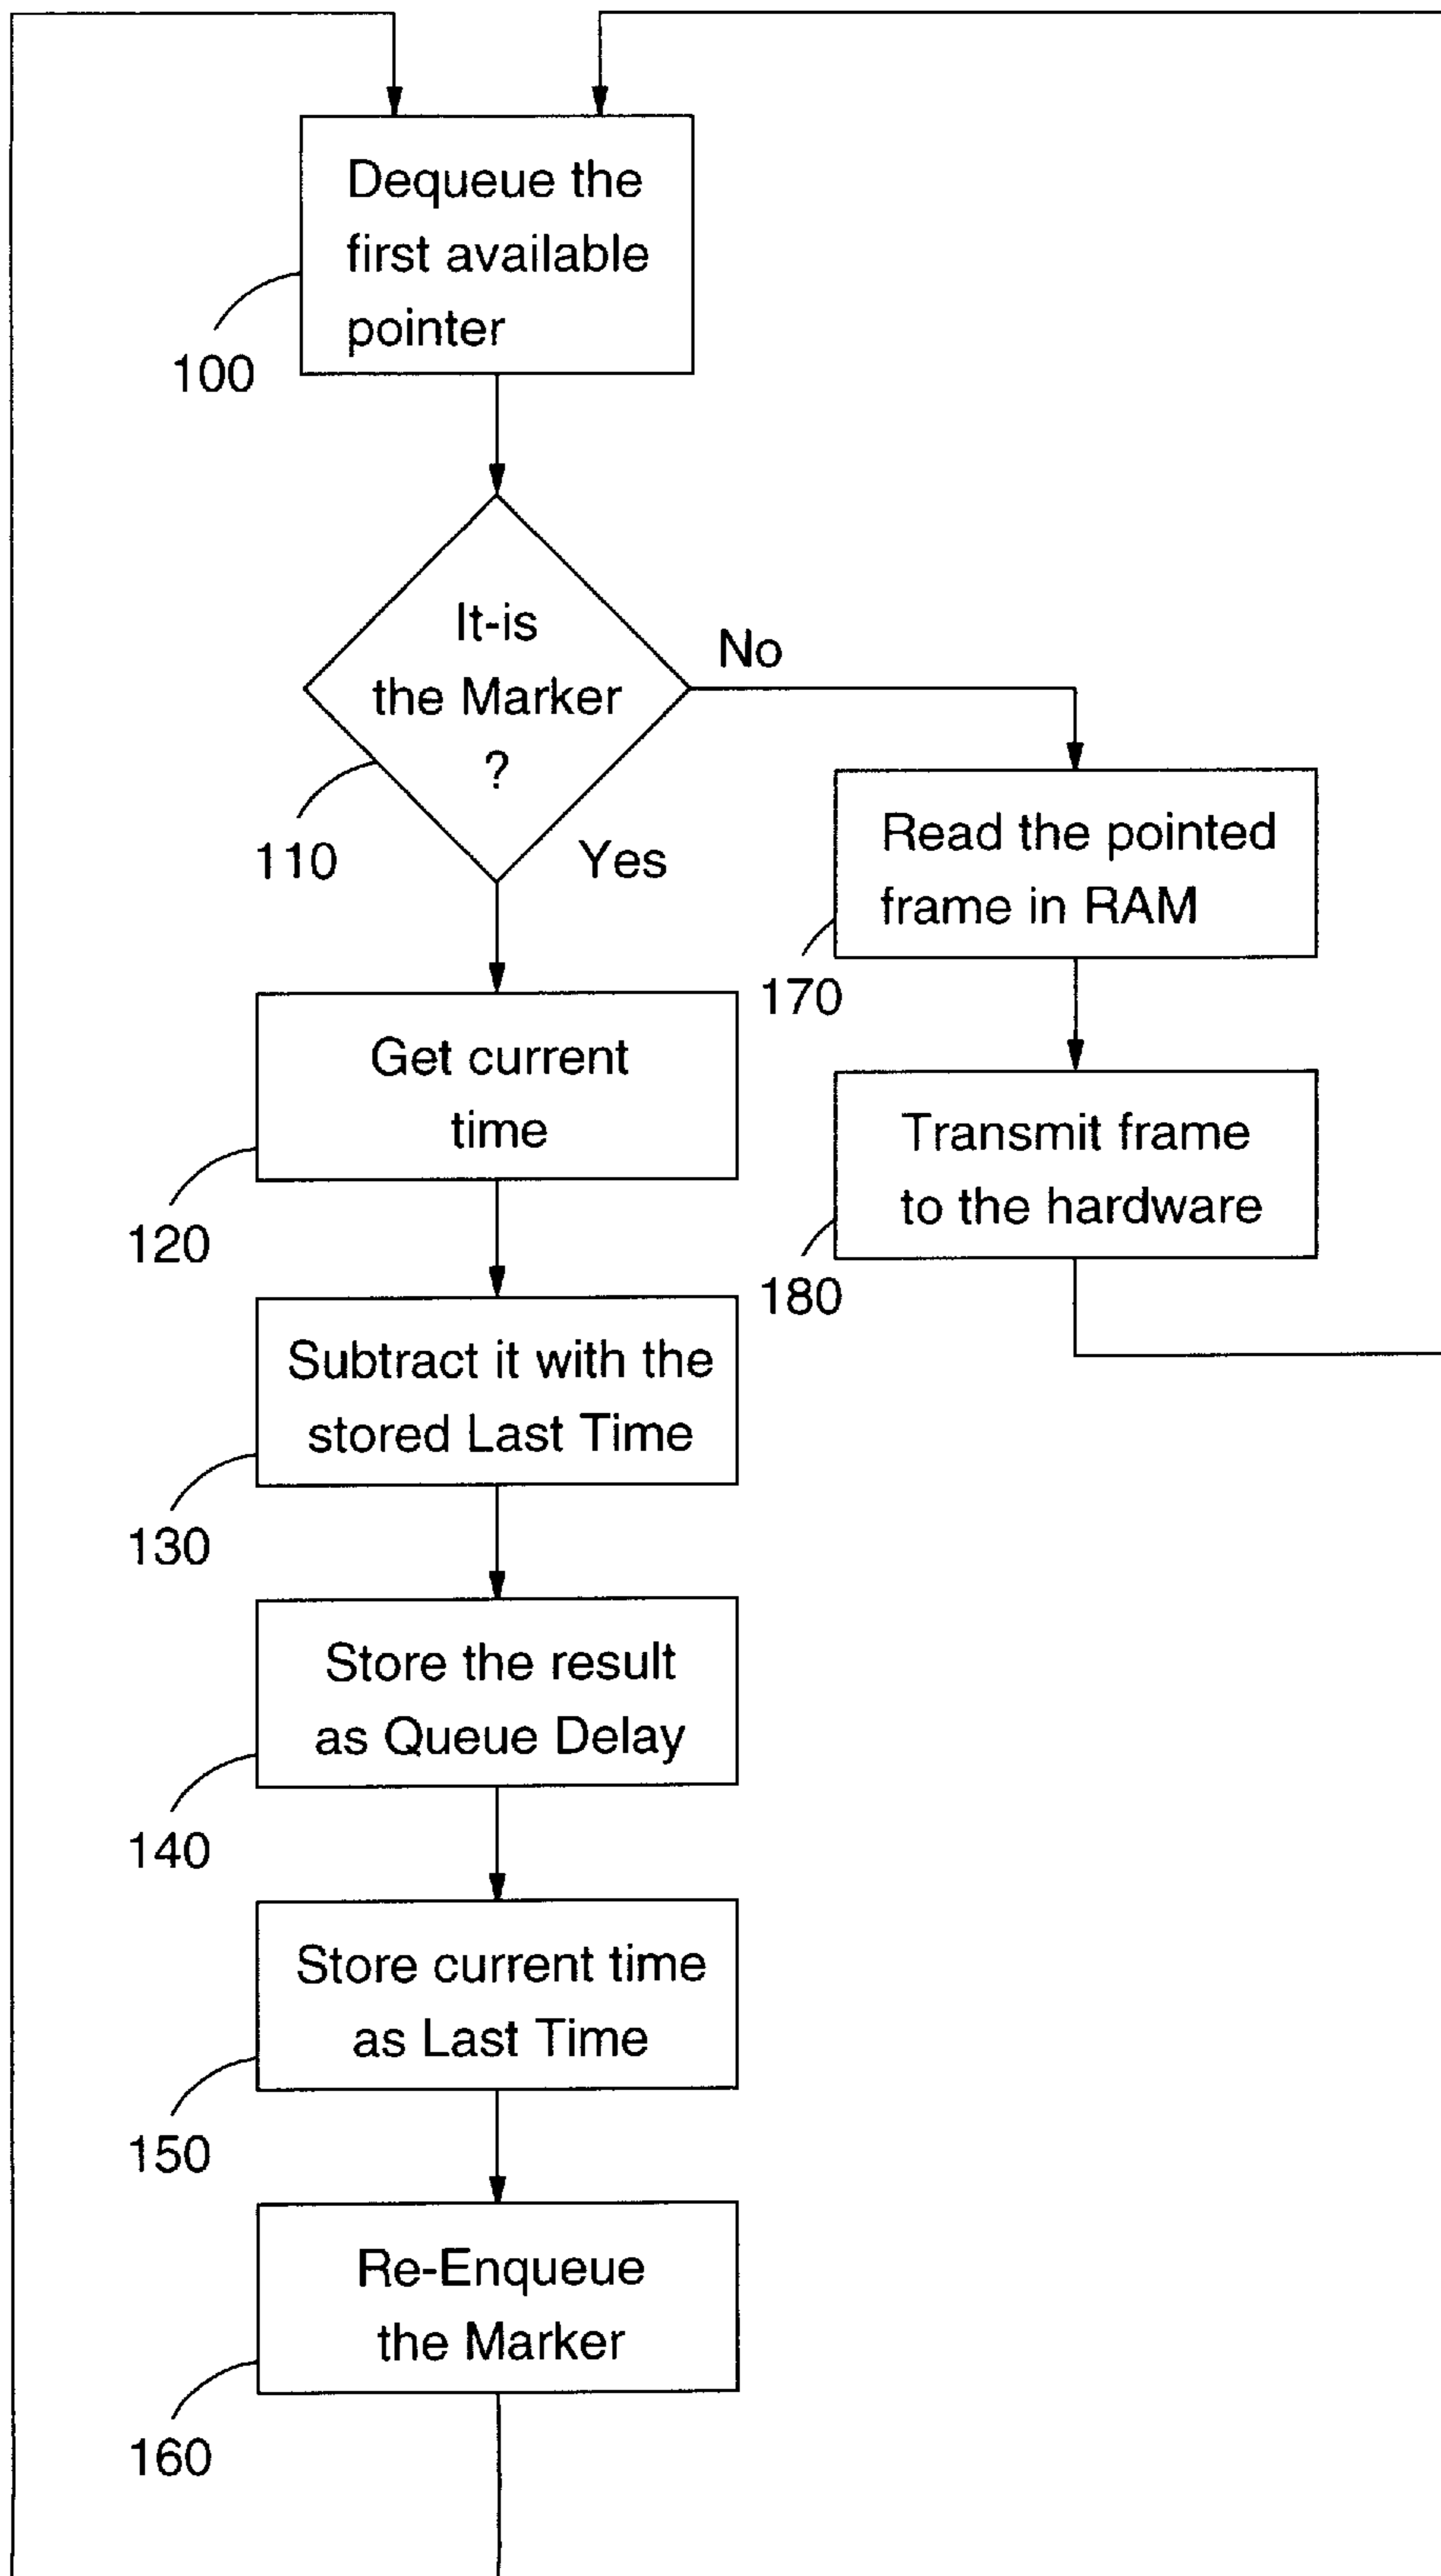 Dequeue the
first available
pointer
100
It-is
the Marker
?
No
110
Yes
Read the pointed
frame in RAM
170
Get current
time
120
Transmit frame
to the hardware
180
Subtract it with the
stored Last Time
130
Store the result
as Queue Delay
140
Store current time
as Last Time
150
Re-Enqueue
the Marker
160